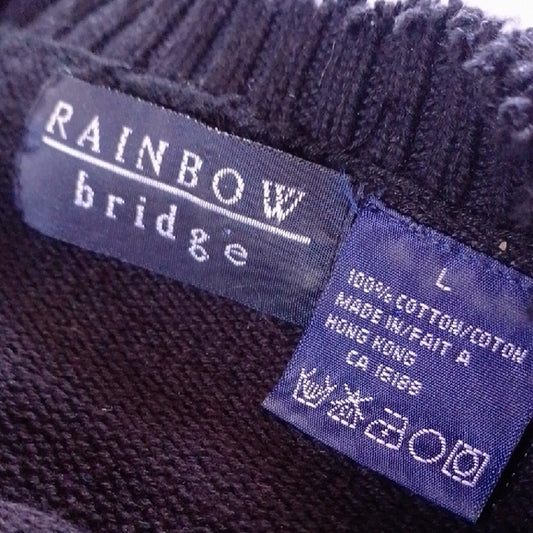 RAINBOW
bridge
L
100% COTTON/COTON
MADE IN/FAIT A
HONG KONG
CA 16188